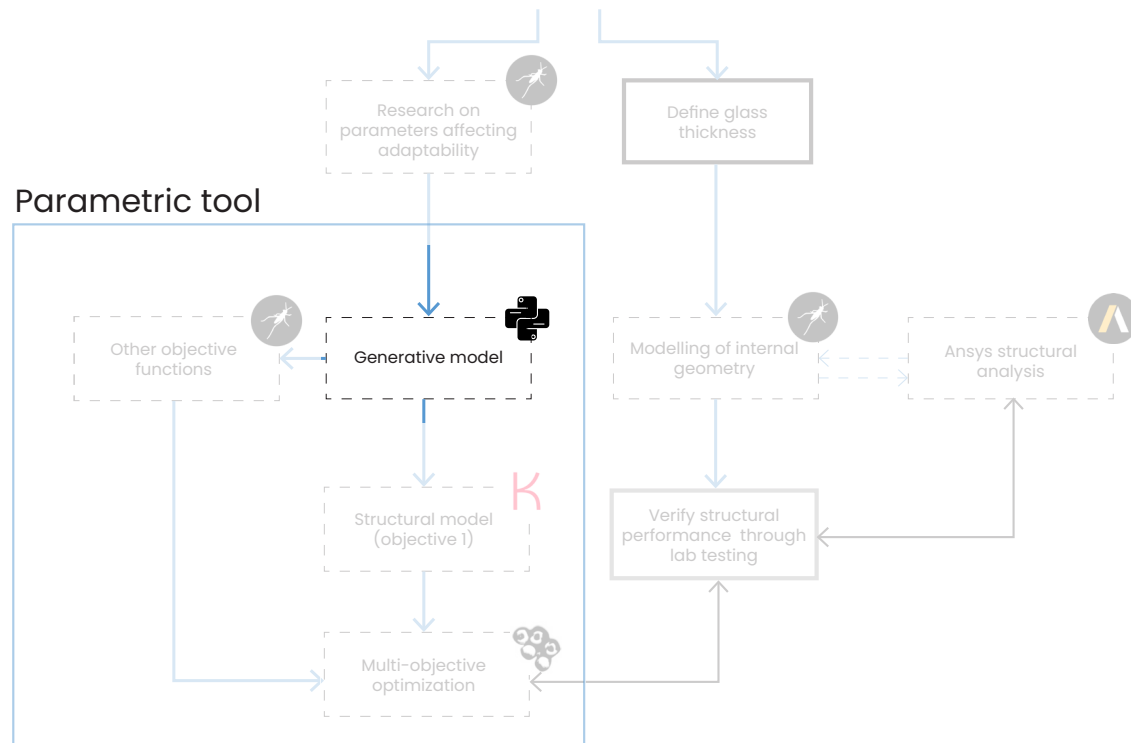 Research on
parameters affecting
adaptability
Define glass
thickness
Parametric tool
Other objective
functions
Generative model
Modelling of internal
geometry
Ansys structural
analysis
Structural model
(objective 1)
Verify structural
performance through
lab testing
Multi-objective
optimization